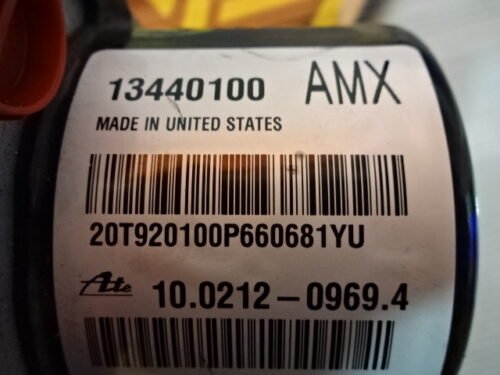 13440100 AMX
MADE IN UNITED STATES
20T920100P660681YU
Ate 10.0212-0969.4